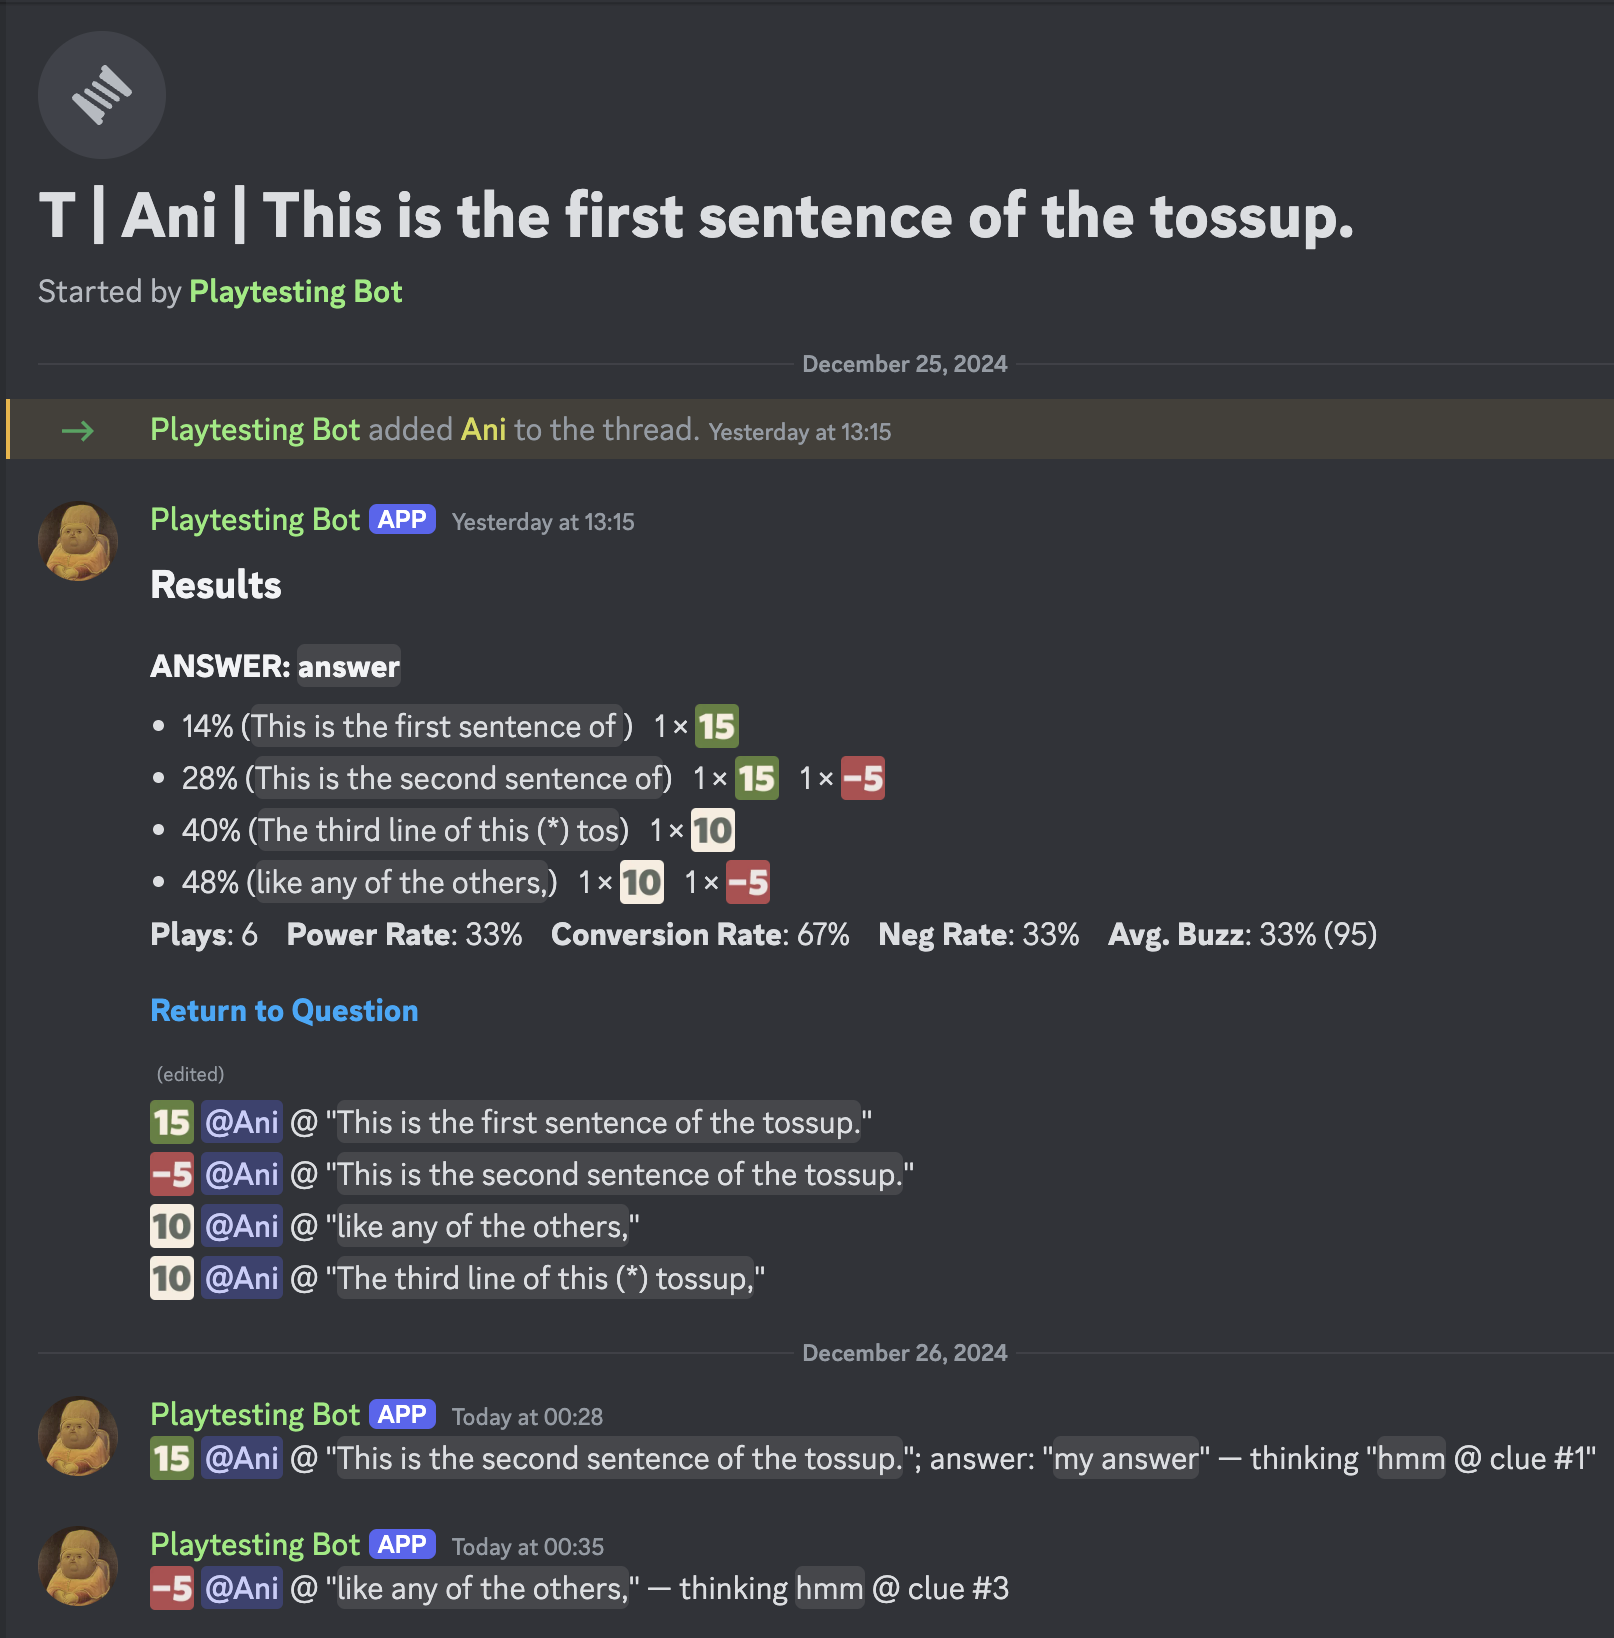 T | Ani | This is the first sentence of the tossup.
Started by Playtesting Bot
December 25, 2024
→ Playtesting Bot added Ani to the thread. Yesterday at 13:15
Playtesting Bot APP Yesterday at 13:15
Results
ANSWER: answer
• 14% (This is the first sentence of ) 1 × 15
• 28% (This is the second sentence of) 1 × 15 1 × -5
• 40% (The third line of this (*) tos) 1 × 10
• 48% (like any of the others,) 1 × 10 1 × -5
Plays: 6 Power Rate: 33% Conversion Rate: 67% Neg Rate: 33% Avg. Buzz: 33% (95)
Return to Question
(edited)
15 @Ani @ "This is the first sentence of the tossup."
-5 @Ani @ "This is the second sentence of the tossup."
10 @Ani @ "like any of the others,"
10 @Ani @ "The third line of this (*) tossup,"
December 26, 2024
Playtesting Bot APP Today at 00:28
15 @Ani @ "This is the second sentence of the tossup."; answer: "my answer" — thinking "hmm @ clue #1"
Playtesting Bot APP Today at 00:35
-5 @Ani @ "like any of the others," — thinking hmm @ clue #3